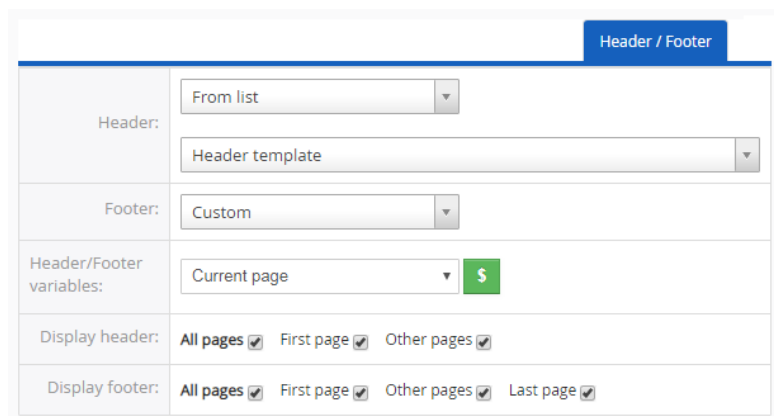 Header / Footer
Header:
From list
Header template
Footer:
Custom
Header/Footer
variables:
Current page
$
Display header:
All pages First page Other pages
Display footer:
All pages First page Other pages Last page